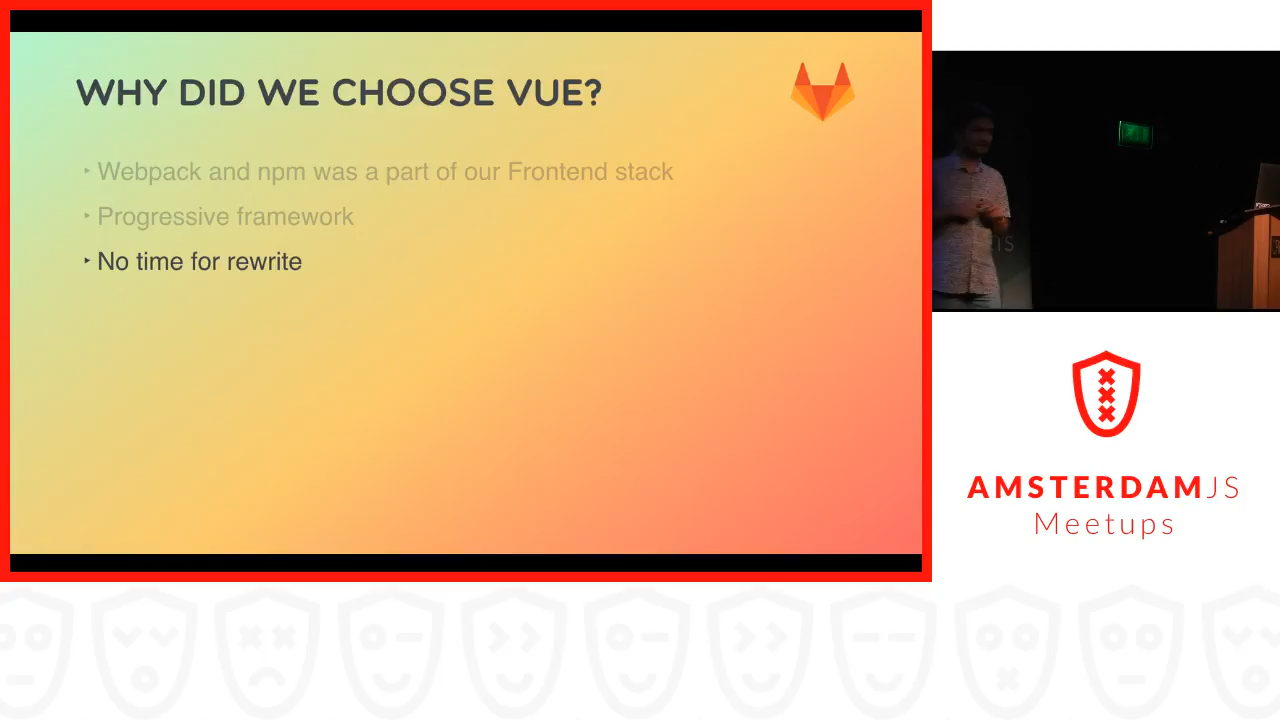 WHY DID WE CHOOSE VUE?
‣ Webpack and npm was a part of our Frontend stack
‣ Progressive framework
‣ No time for rewrite
AMSTERDAMJS
Meetups